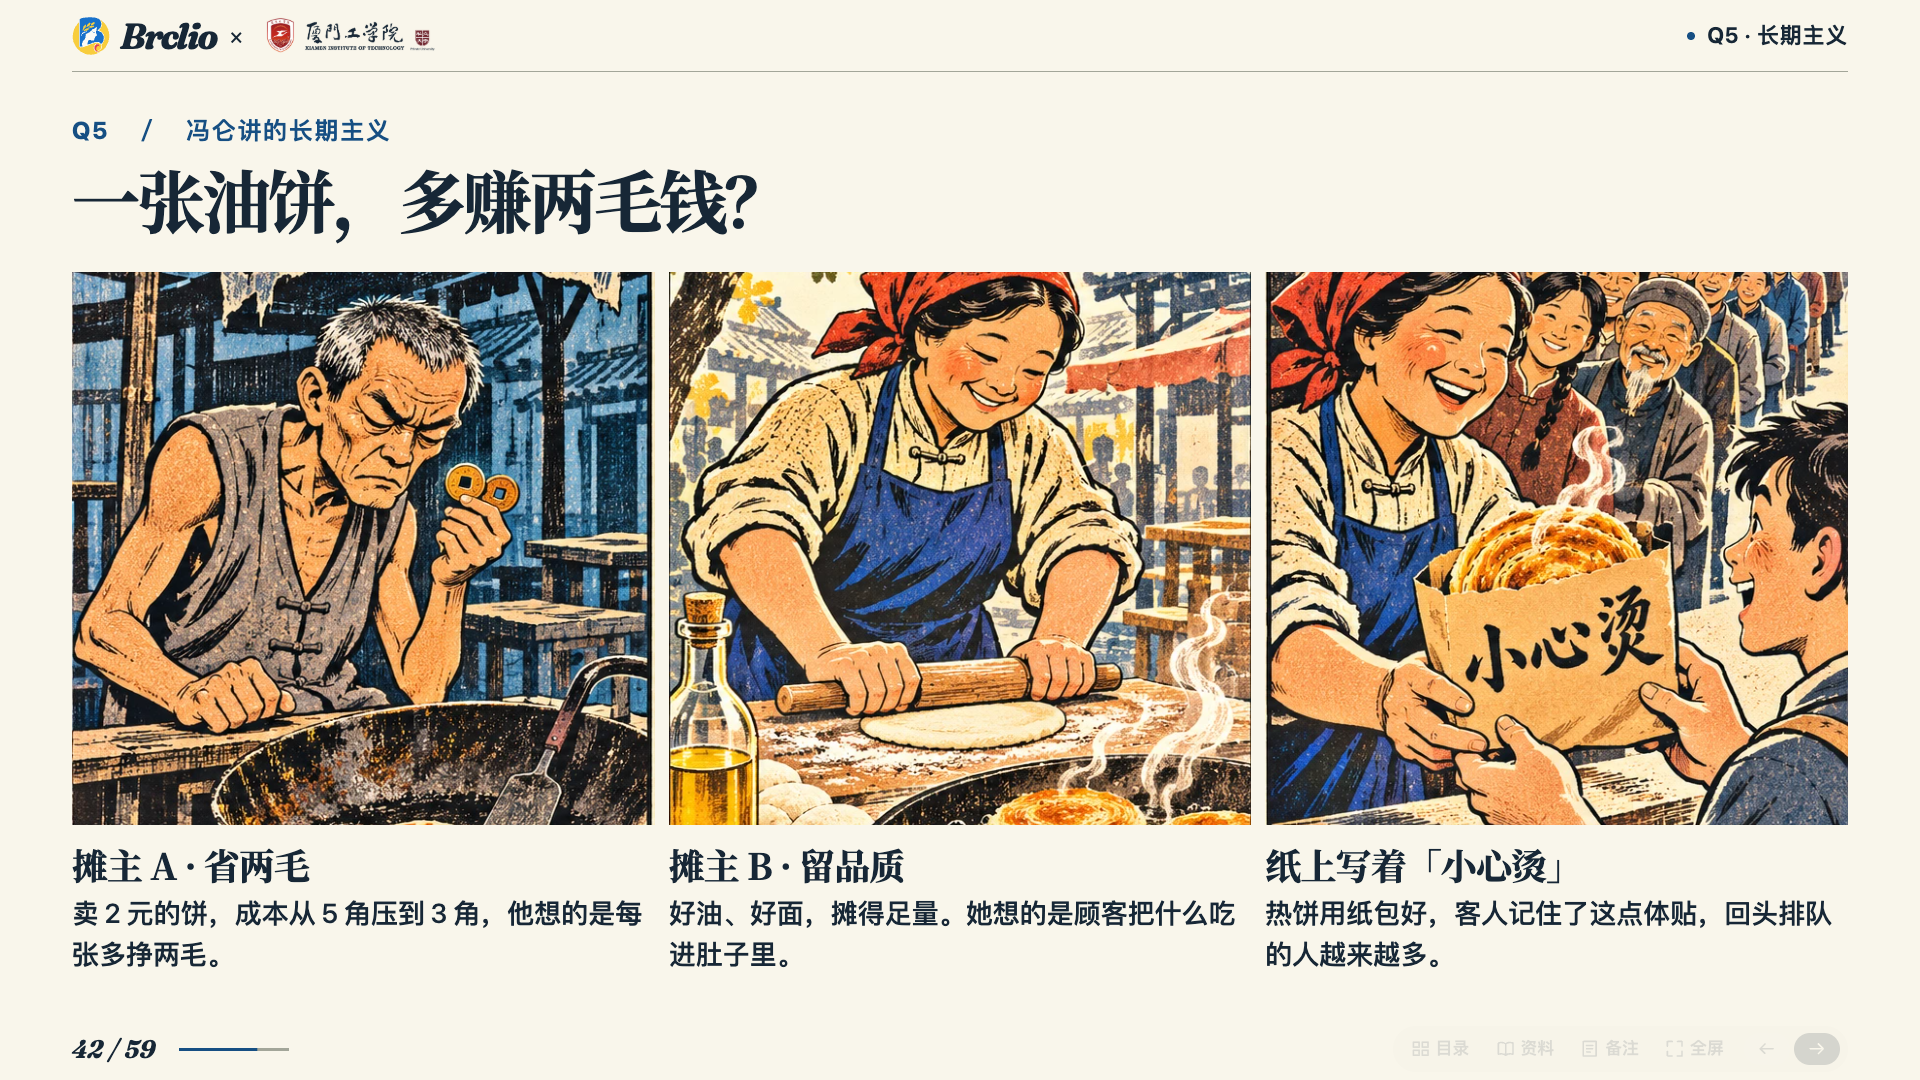 Brclio ×
厦门工学院
XIAMEN INSTITUTE OF TECHNOLOGY
Q5 · 长期主义
Q5 / 冯仑讲的长期主义
一张油饼，多赚两毛钱？
小心烫
摊主 A · 省两毛
卖 2 元的饼，成本从 5 角压到 3 角，他想的是每
张多挣两毛。
摊主 B · 留品质
好油、好面，摊得足量。她想的是顾客把什么吃
进肚子里。
纸上写着「小心烫」
热饼用纸包好，客人记住了这点体贴，回头排队
的人越来越多。
42 / 59
目录
资料
备注
全屏